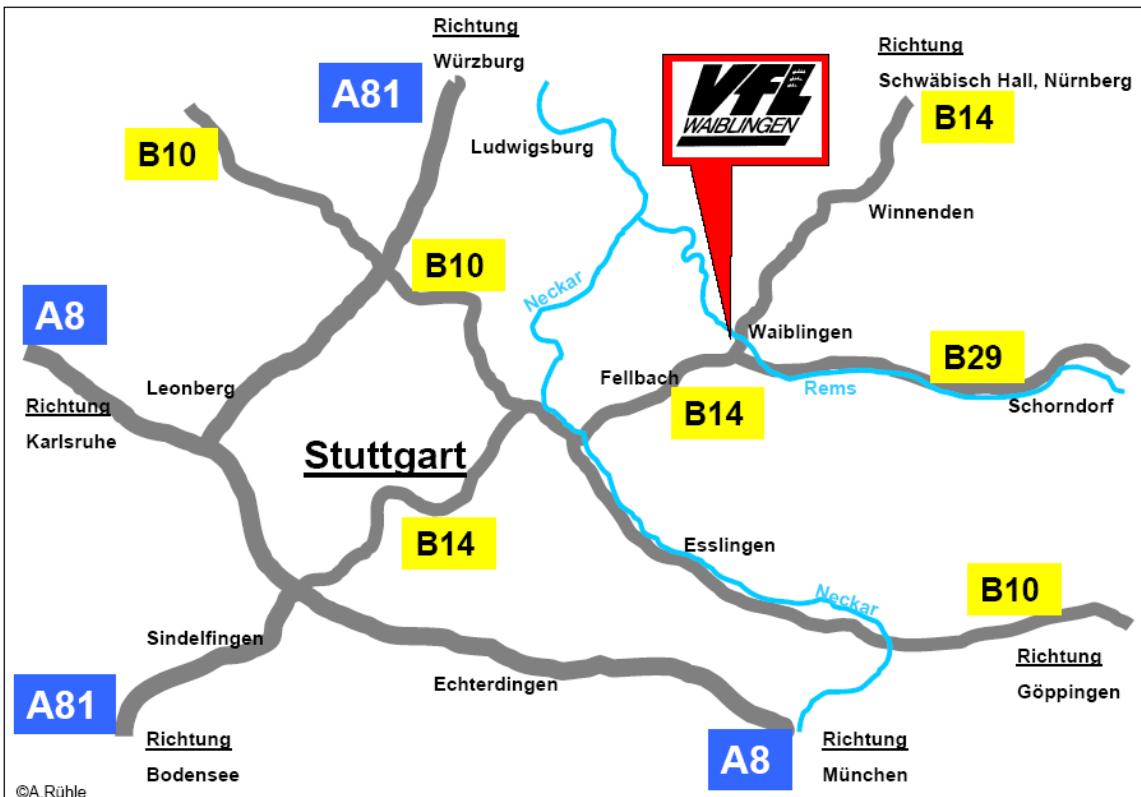 Richtung
Würzburg
A81
B10
Ludwigsburg
VfL
WAIBLINGEN
Richtung
Schwäbisch Hall, Nürnberg
B14
Winnenden
B10
Neckar
A8
Waiblingen
Leonberg
Fellbach
B29
Rems
Richtung
Karlsruhe
B14
Schorndorf
Stuttgart
B14
Esslingen
Neckar
B10
Sindelfingen
Echterdingen
Richtung
Göppingen
A81
Richtung
Bodensee
A8
Richtung
München
©A.Rühle